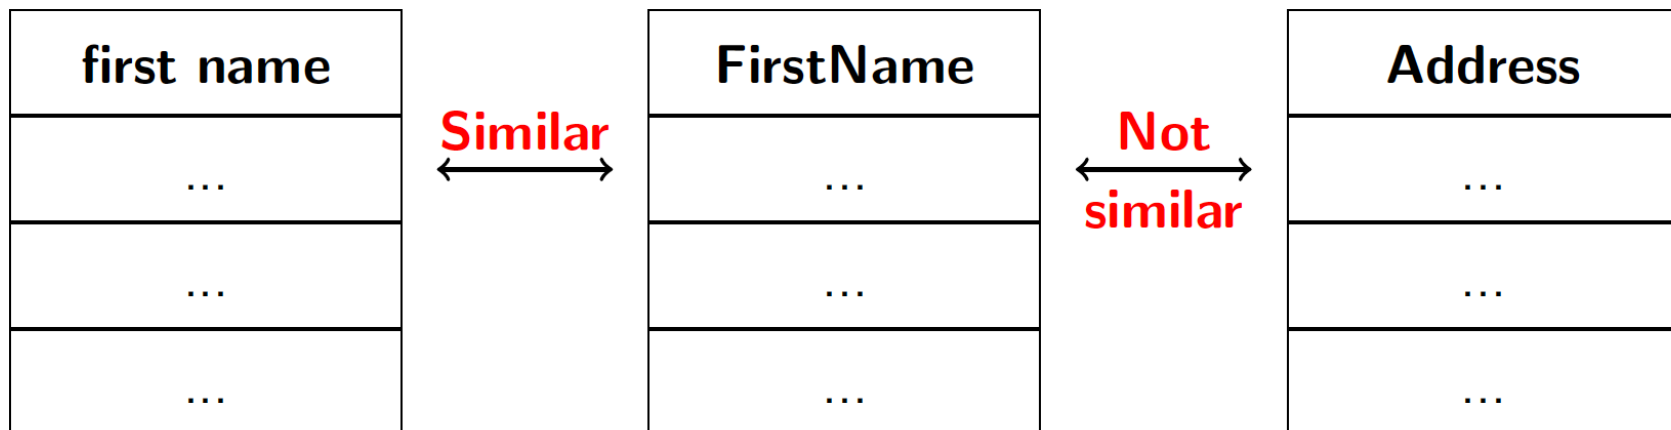 first name FirstName Address
Similar Not
... ... ...
similar
... ... ...
... ... ...